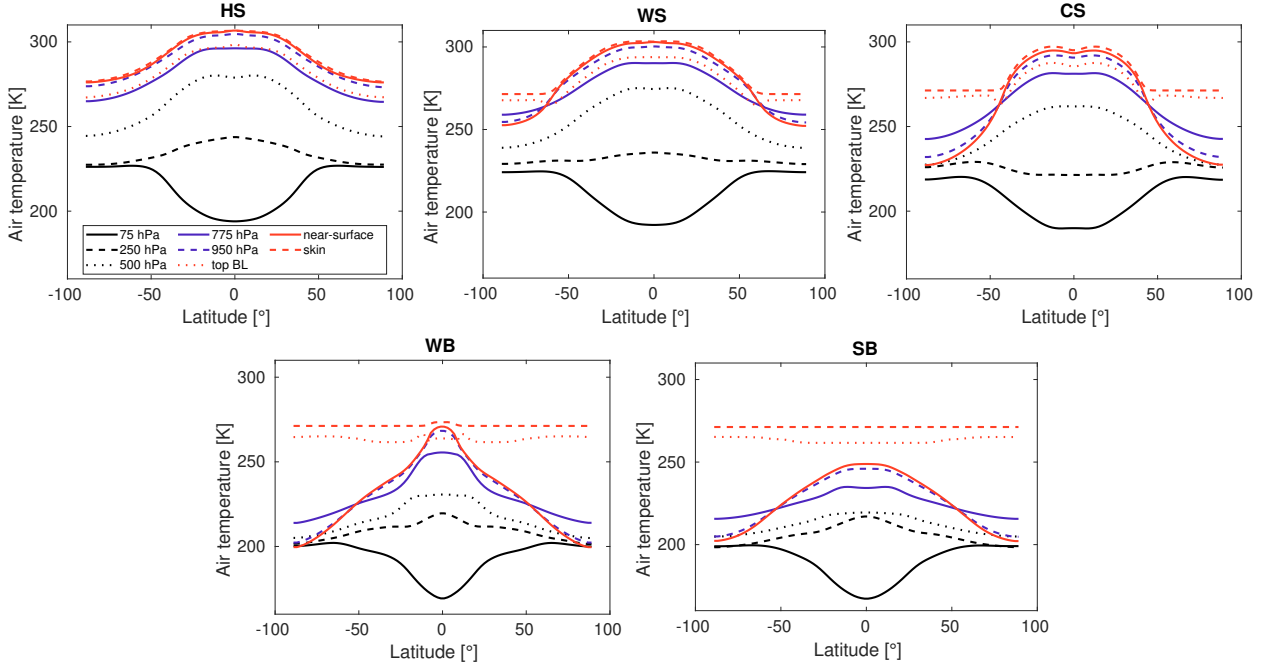 HS
Air temperature [K]
300
250
200
75 hPa 775 hPa near-surface
250 hPa 950 hPa skin
500 hPa top BL
-100 -50 0 50 100
Latitude [°]
WS
Air temperature [K]
300
250
200
-100 -50 0 50 100
Latitude [°]
CS
Air temperature [K]
300
250
200
-100 -50 0 50 100
Latitude [°]
WB
Air temperature [K]
300
250
200
-100 -50 0 50 100
Latitude [°]
SB
Air temperature [K]
300
250
200
-100 -50 0 50 100
Latitude [°]